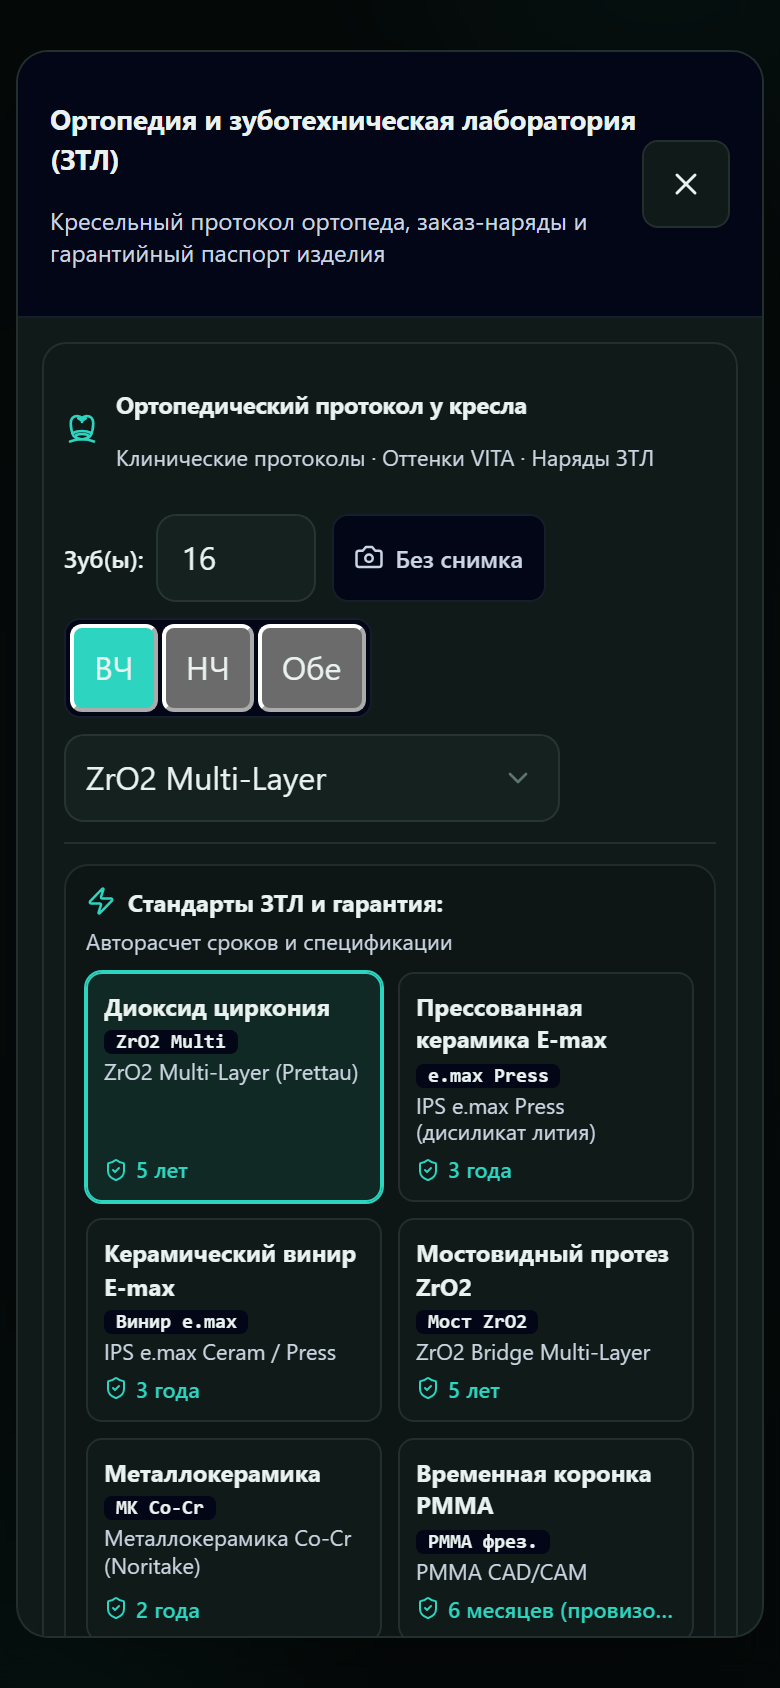 Ортопедия и зуботехническая лаборатория
(ЗТЛ)
Кресельный протокол ортопеда, заказ-наряды и
гарантийный паспорт изделия
Ортопедический протокол у кресла
Клинические протоколы · Оттенки VITA · Наряды ЗТЛ
Зуб(ы):
16
Без снимка
ВЧ
НЧ
Обе
ZrO2 Multi-Layer
Стандарты ЗТЛ и гарантия:
Авторасчет сроков и спецификации
Диоксид циркония
ZrO2 Multi
ZrO2 Multi-Layer (Prettau)
5 лет
Прессованная
керамика E-max
e.max Press
IPS e.max Press
(дисиликат лития)
3 года
Керамический винир
E-max
Винир e.max
IPS e.max Ceram / Press
3 года
Мостовидный протез
ZrO2
Мост ZrO2
ZrO2 Bridge Multi-Layer
5 лет
Металлокерамика
МК Co-Cr
Металлокерамика Co-Cr
(Noritake)
2 года
Временная коронка
PMMA
PMMA фрез.
PMMA CAD/CAM
6 месяцев (провизо...